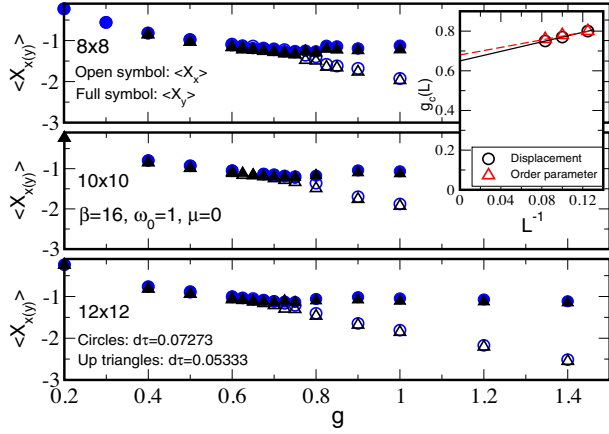 <X_x(y)>
0
-1
-2
-3
8x8
Open symbol: <X_x>
Full symbol: <X_y>
g_c(L)
0.8
0.6
0.4
0.2
0
0 0.04 0.08 0.12
L^-1
Displacement
Order parameter
<X_x(y)>
-1
-2
-3
10x10
β=16, ω_0=1, μ=0
<X_x(y)>
0
-1
-2
-3
12x12
Circles: dτ=0.07273
Up triangles: dτ=0.05333
0.2 0.4 0.6 0.8 1 1.2 1.4
g